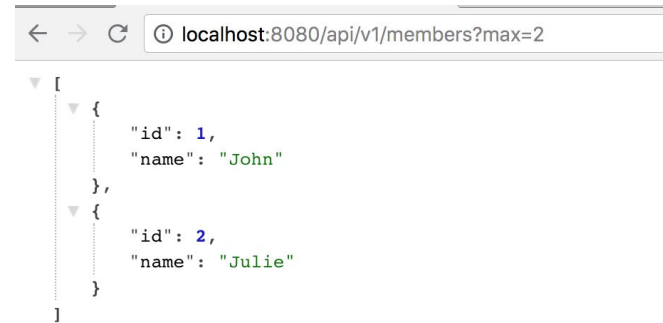 localhost:8080/api/v1/members?max=2
[
{
"id": 1,
"name": "John"
},
{
"id": 2,
"name": "Julie"
}
]